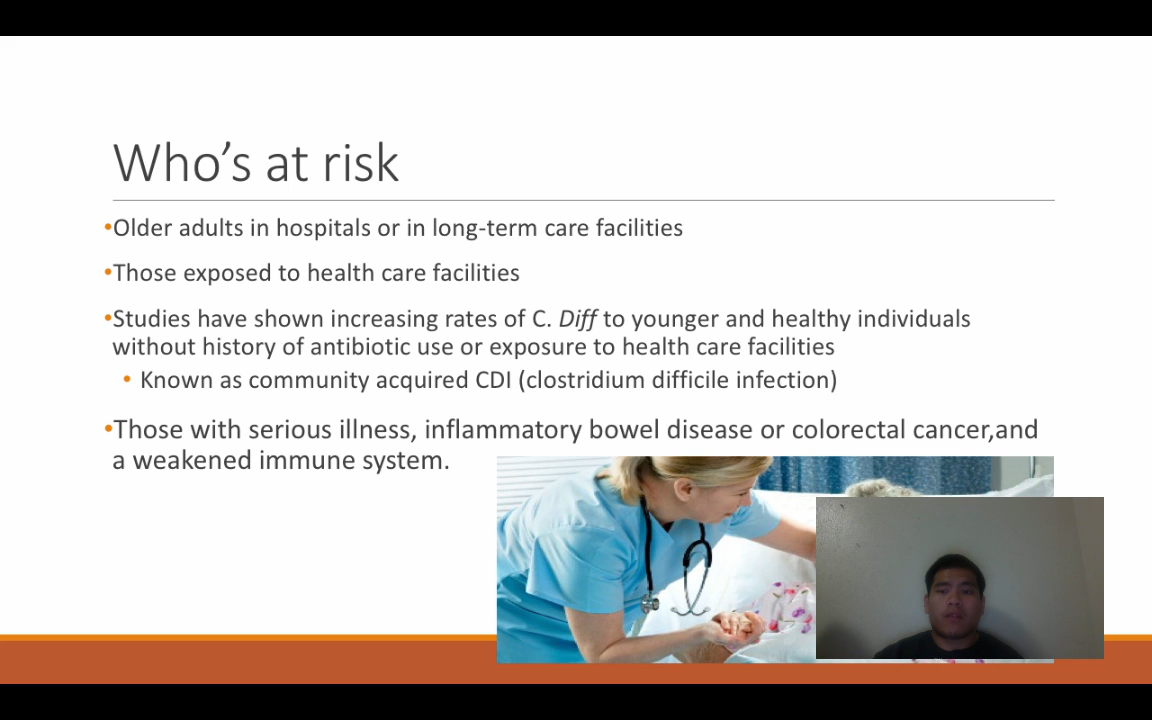 Who’s at risk
•Older adults in hospitals or in long-term care facilities
•Those exposed to health care facilities
•Studies have shown increasing rates of C. Diff to younger and healthy individuals
without history of antibiotic use or exposure to health care facilities
• Known as community acquired CDI (clostridium difficile infection)
•Those with serious illness, inflammatory bowel disease or colorectal cancer,and
a weakened immune system.